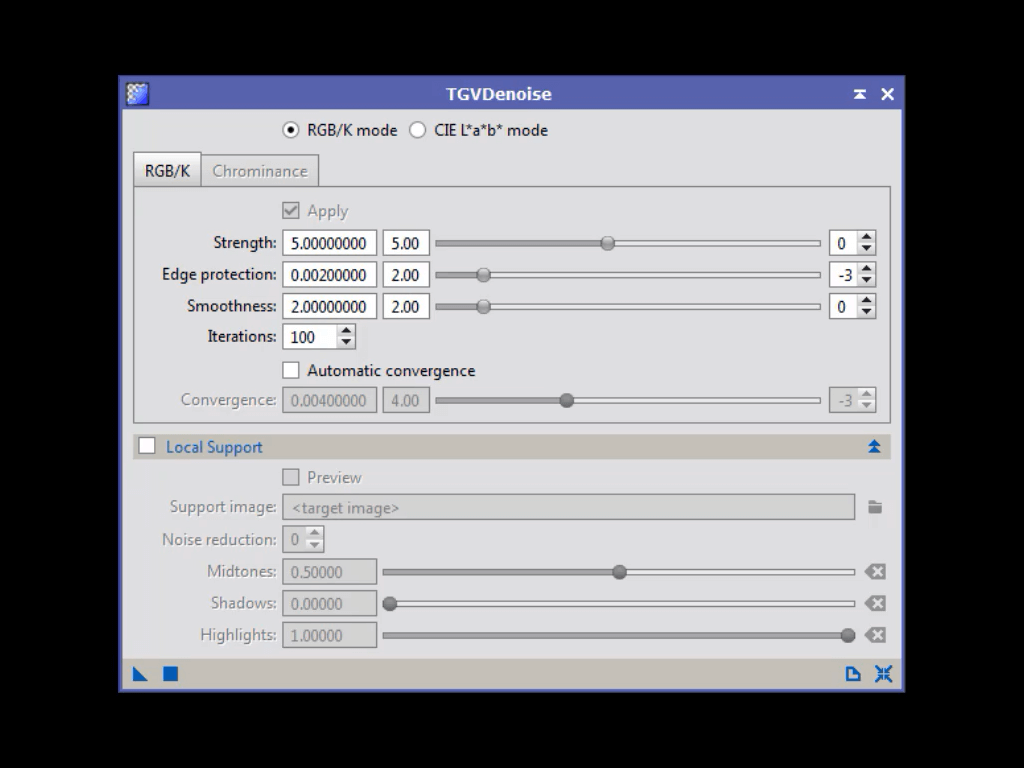 TGVDenoise
RGB/K mode CIE L*a*b* mode
RGB/K Chrominance
Apply
Strength: 5.00000000 5.00 0
Edge protection: 0.00200000 2.00 -3
Smoothness: 2.00000000 2.00 0
Iterations: 100
Automatic convergence
Convergence: 0.00400000 4.00 -3
Local Support
Preview
Support image: <target image>
Noise reduction: 0
Midtones: 0.50000
Shadows: 0.00000
Highlights: 1.00000